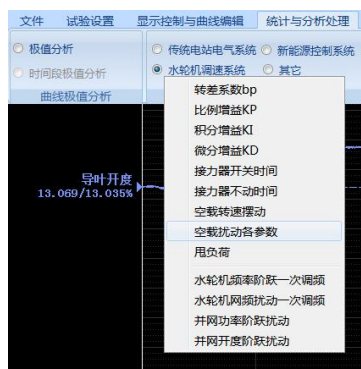 文件 试验设置 显示控制与曲线编辑 统计与分析处理
极值分析 传统电站电气系统 新能源控制系统
时间段极值分析 水轮机调速系统 其它
曲线极值分析
转差系数bp
比例增益KP
积分增益KI
微分增益KD
接力器开关时间
接力器不动时间
空载转速摆动
空载扰动各参数
甩负荷
水轮机频率阶跃一次调频
水轮机网频扰动一次调频
并网功率阶跃扰动
并网开度阶跃扰动
导叶开度
13.069/13.035%